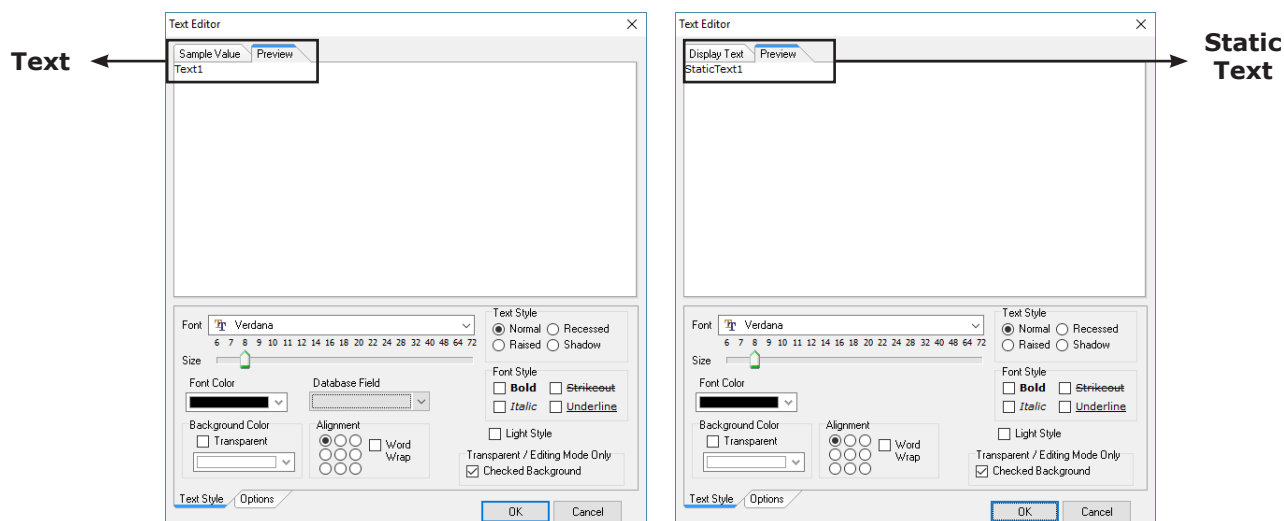 Text
Text Editor
Sample Value Preview
Text1
Font Verdana
6 7 8 9 10 11 12 14 16 18 20 22 24 28 32 40 48 64 72
Size
Text Style
Normal Recessed
Raised Shadow
Font Color
Database Field
Font Style
Bold Strikeout
Italic Underline
Background Color
Transparent
Alignment
Word
Wrap
Light Style
Transparent / Editing Mode Only
Checked Background
Text Style Options
OK Cancel
Text Editor
Display Text Preview
StaticText1
Font Verdana
6 7 8 9 10 11 12 14 16 18 20 22 24 28 32 40 48 64 72
Size
Text Style
Normal Recessed
Raised Shadow
Font Color
Font Style
Bold Strikeout
Italic Underline
Background Color
Transparent
Alignment
Word
Wrap
Light Style
Transparent / Editing Mode Only
Checked Background
Text Style Options
OK Cancel
Static
Text